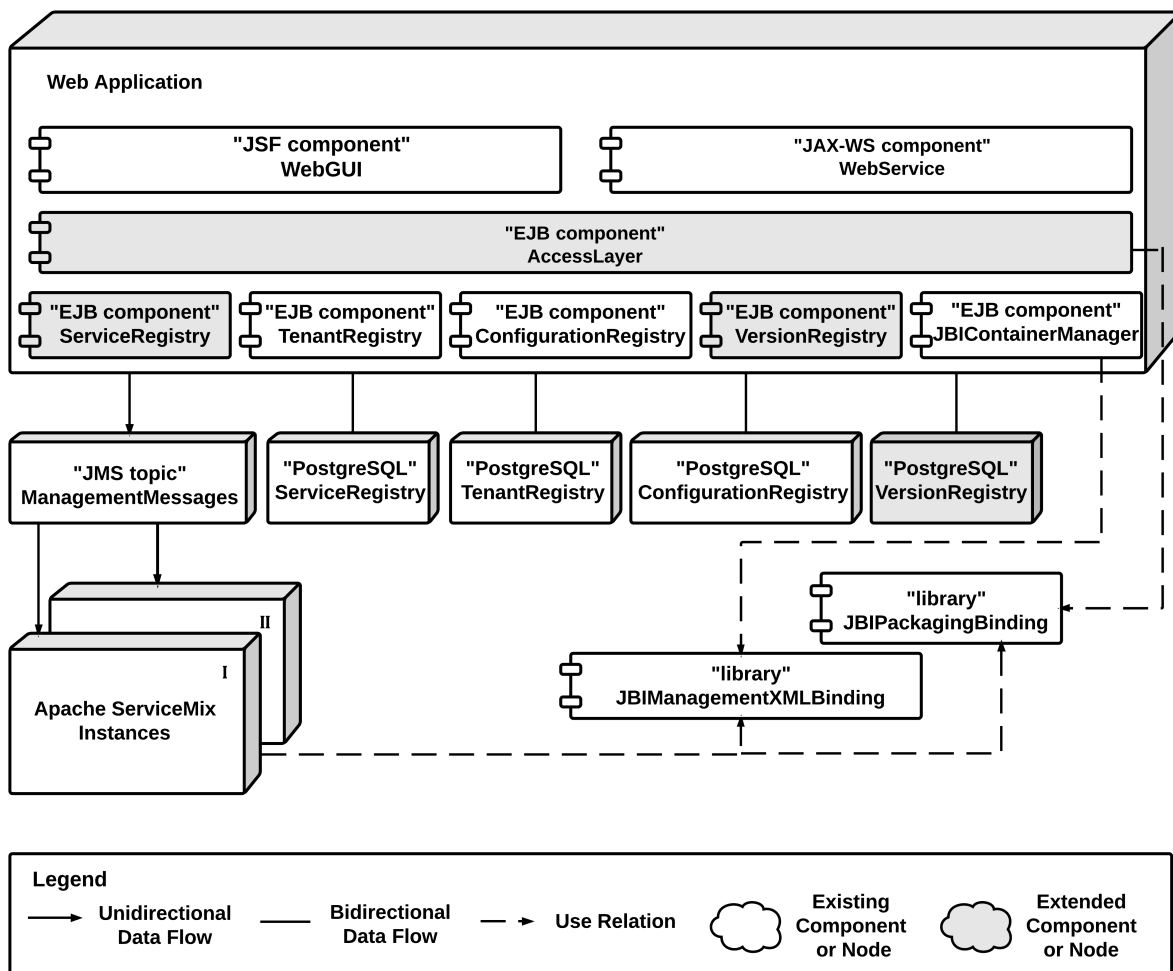 Web Application
"JSF component"
WebGUI
"JAX-WS component"
WebService
"EJB component"
AccessLayer
"EJB component"
ServiceRegistry
"EJB component"
TenantRegistry
"EJB component"
ConfigurationRegistry
"EJB component"
VersionRegistry
"EJB component"
JBIContainerManager
"JMS topic"
ManagementMessages
"PostgreSQL"
ServiceRegistry
"PostgreSQL"
TenantRegistry
"PostgreSQL"
ConfigurationRegistry
"PostgreSQL"
VersionRegistry
II
I
Apache ServiceMix
Instances
"library"
JBIPackagingBinding
"library"
JBIManagementXMLBinding
Legend
Unidirectional
Data Flow
Bidirectional
Data Flow
Use Relation
Existing
Component
or Node
Extended
Component
or Node